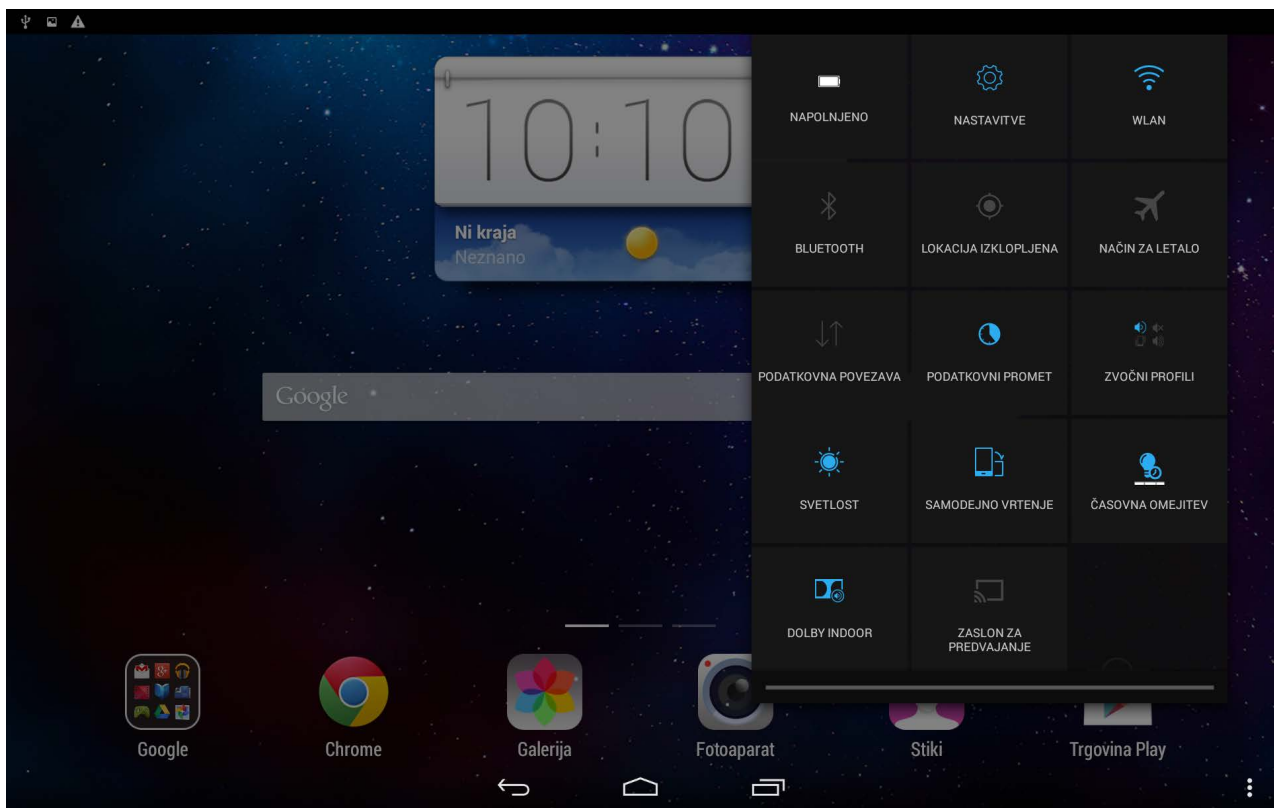 10:10
Ni kraja
Neznano
Google
NAPOLNJENO
NASTAVITVE
WLAN
BLUETOOTH
LOKACIJA IZKLOPLJENA
NAČIN ZA LETALO
PODATKOVNA POVEZAVA
PODATKOVNI PROMET
ZVOČNI PROFILI
SVETLOST
SAMODEJNO VRTENJE
ČASOVNA OMEJITEV
DOLBY INDOOR
ZASLON ZA
PREDVAJANJE
Google
Chrome
Galerija
Fotoaparat
Stiki
Trgovina Play